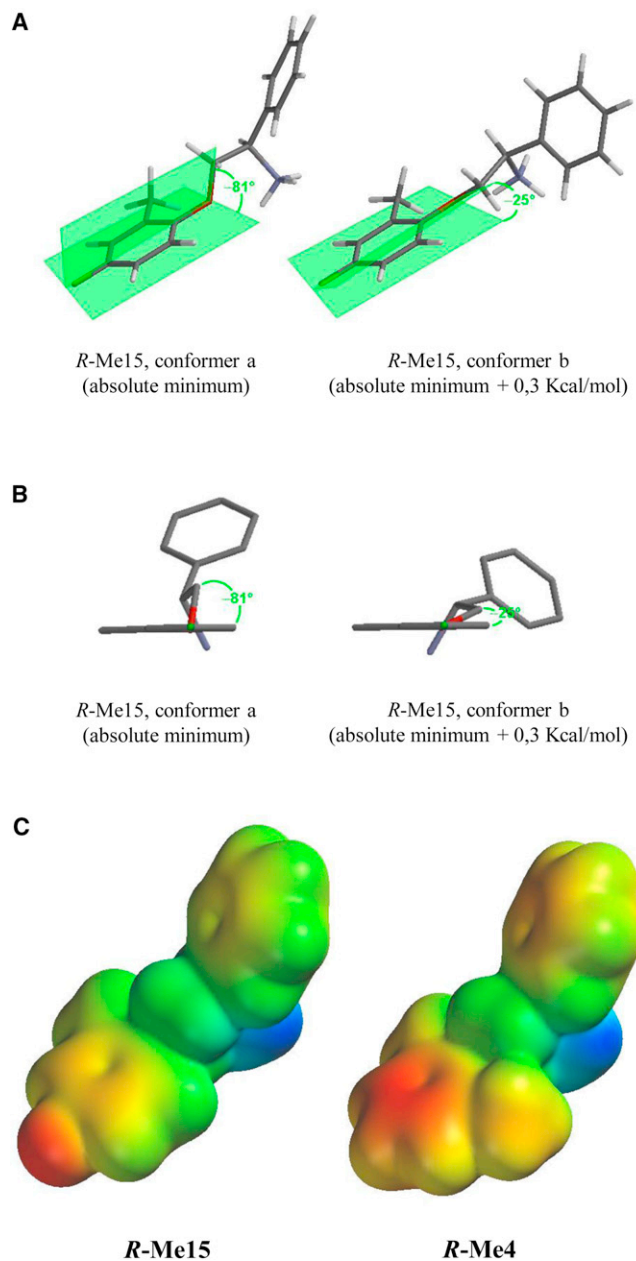 A
−81°
−25°
R-Me15, conformer a
(absolute minimum)
R-Me15, conformer b
(absolute minimum + 0,3 Kcal/mol)
B
−81°
−25°
R-Me15, conformer a
(absolute minimum)
R-Me15, conformer b
(absolute minimum + 0,3 Kcal/mol)
C
R-Me15
R-Me4